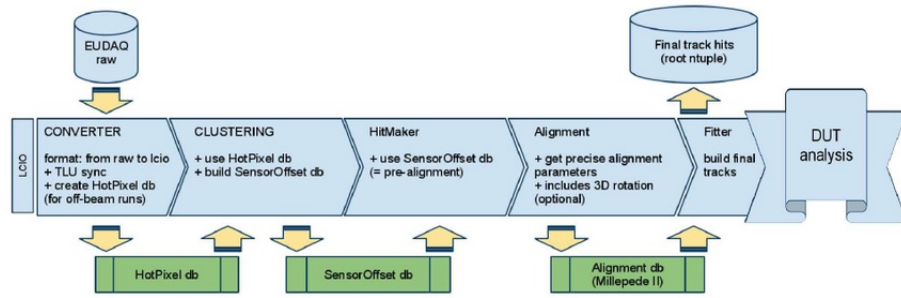 EUDAQ
raw
Final track hits
(root ntuple)
LCIO
CONVERTER
format: from raw to lcio
+ TLU sync
+ create HotPixel db
(for off-beam runs)
CLUSTERING
+ use HotPixel db
+ build SensorOffset db
HitMaker
+ use SensorOffset db
(= pre-alignment)
Alignment
+ get precise alignment
parameters
+ includes 3D rotation
(optional)
Fitter
build final
tracks
DUT
analysis
HotPixel db
SensorOffset db
Alignment db
(Millepede II)